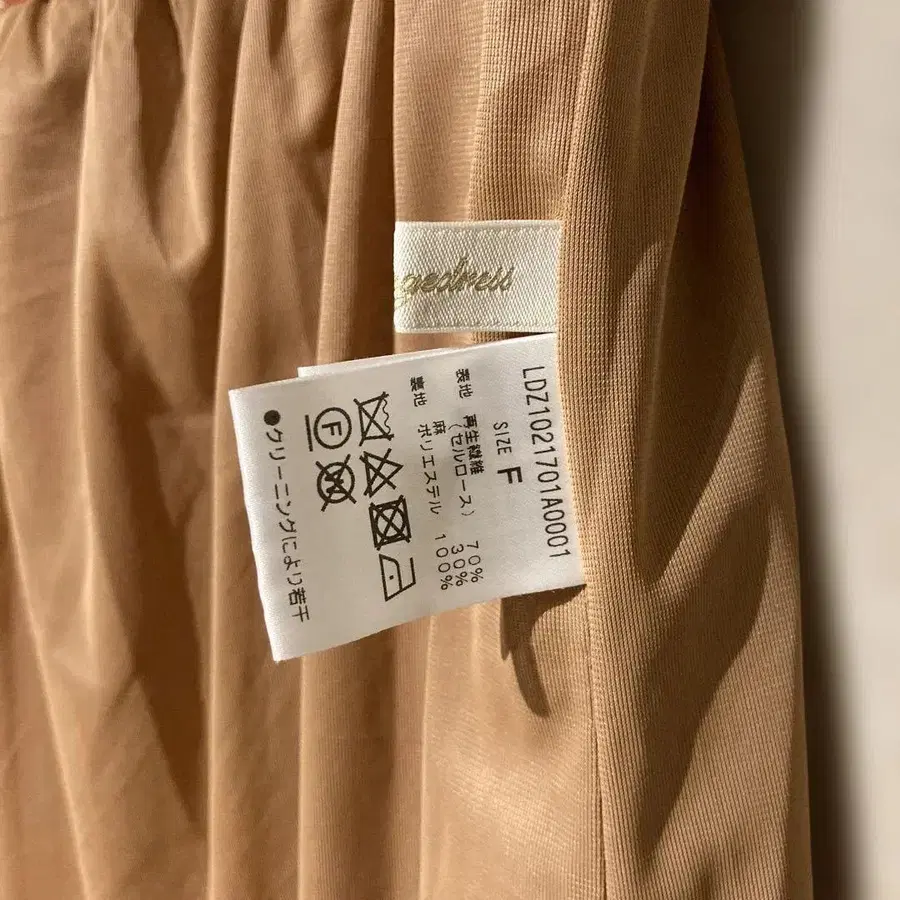 gedress
LDZ1021701A0001
SIZE F
表地 再生繊維 70%
(セルロース)
麻 30%
裏地 ポリエステル 100%
F
●クリーニングにより若干